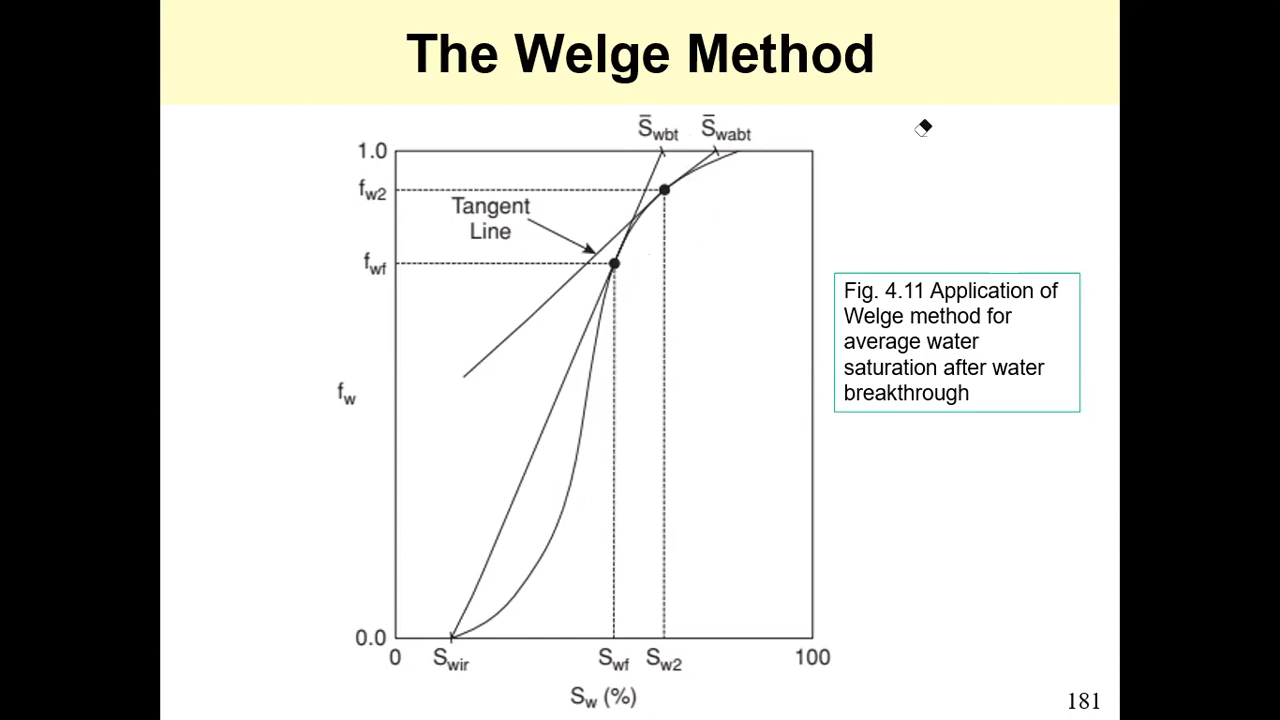 The Welge Method
S̄wbt S̄wabt
1.0
fw2
Tangent
Line
fwf
Fig. 4.11 Application of
Welge method for
average water
saturation after water
breakthrough
fw
0.0
0 Swir Swf Sw2 100
Sw (%)
181